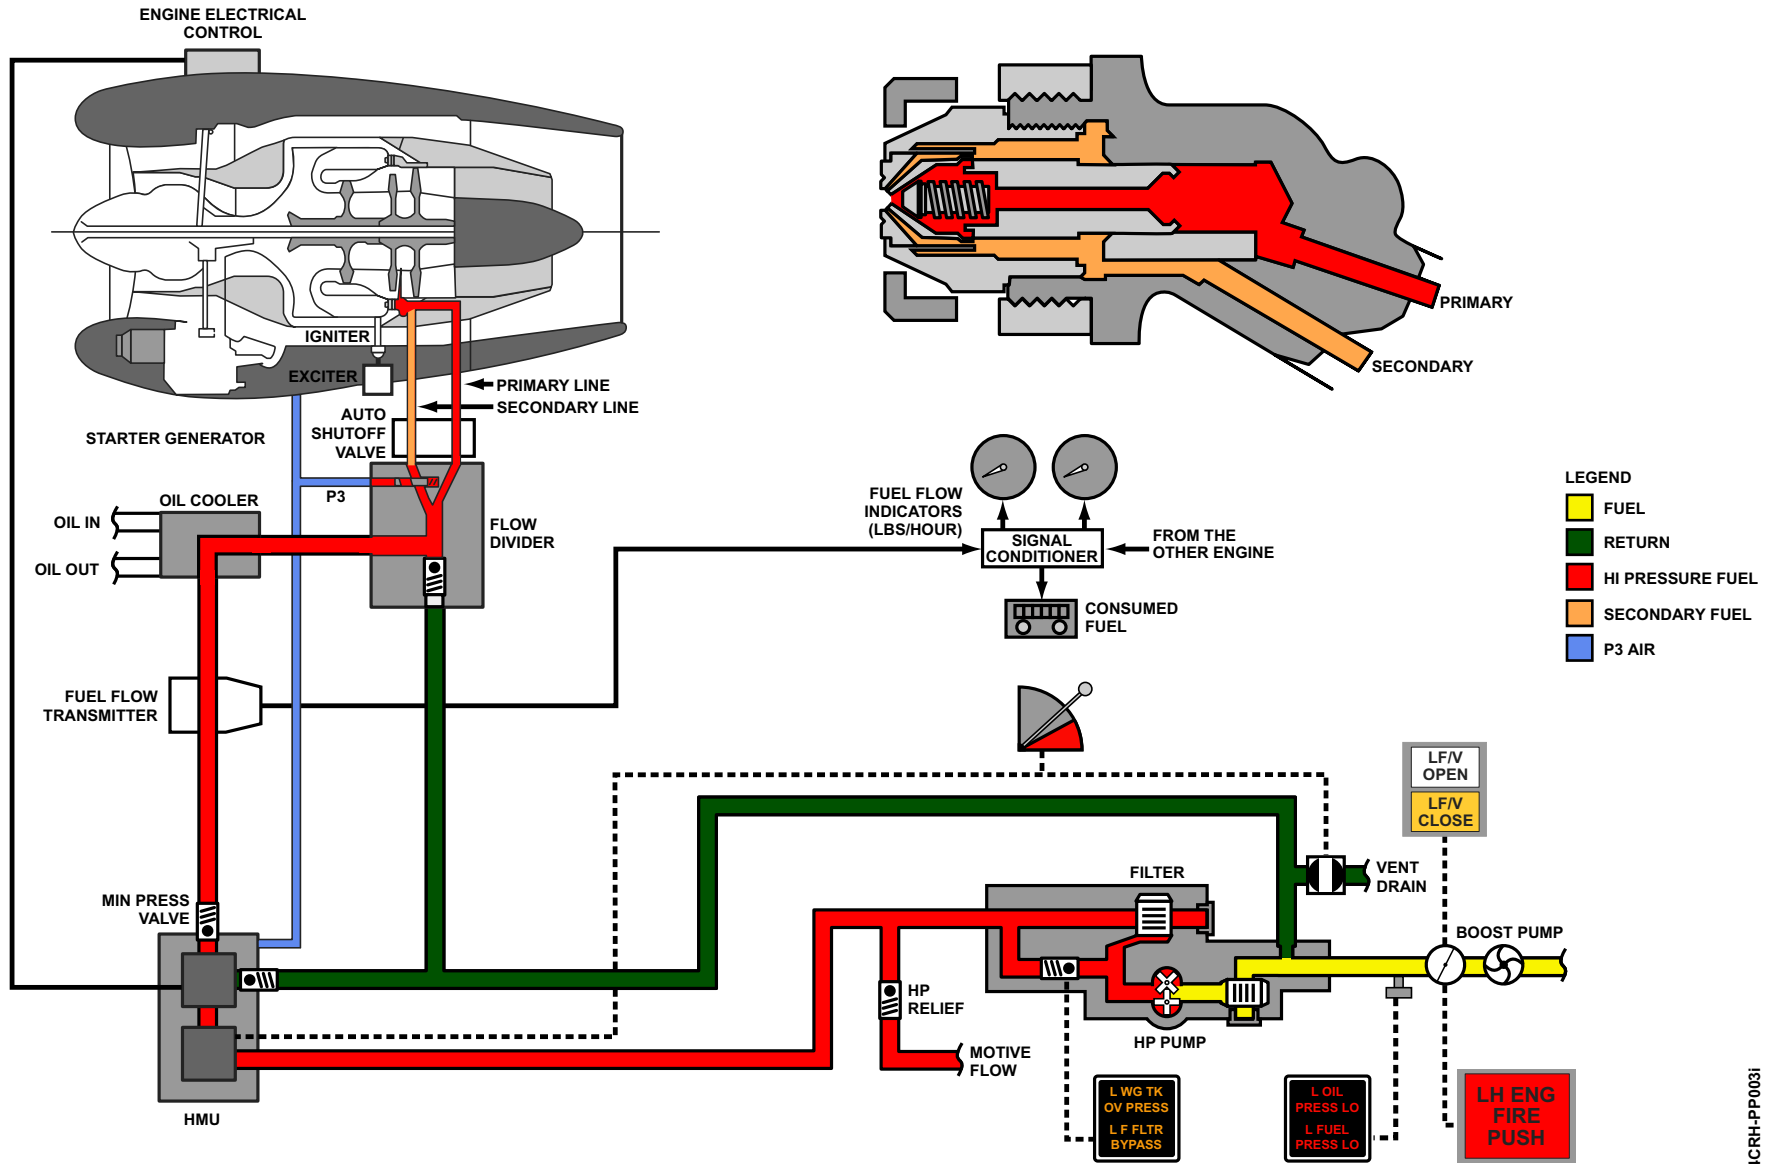 ENGINE ELECTRICAL
CONTROL
IGNITER
EXCITER
PRIMARY LINE
SECONDARY LINE
AUTO
SHUTOFF
VALVE
STARTER GENERATOR
P3
OIL COOLER
OIL IN
OIL OUT
FLOW
DIVIDER
FUEL FLOW
TRANSMITTER
MIN PRESS
VALVE
HMU
PRIMARY
SECONDARY
FUEL FLOW
INDICATORS
(LBS/HOUR)
SIGNAL
CONDITIONER
FROM THE
OTHER ENGINE
CONSUMED
FUEL
LEGEND
FUEL
RETURN
HI PRESSURE FUEL
SECONDARY FUEL
P3 AIR
LF/V
OPEN
LF/V
CLOSE
VENT
DRAIN
FILTER
BOOST PUMP
HP
RELIEF
MOTIVE
FLOW
HP PUMP
L WG TK
OV PRESS
L F FLTR
BYPASS
L OIL
PRESS LO
L FUEL
PRESS LO
LH ENG
FIRE
PUSH